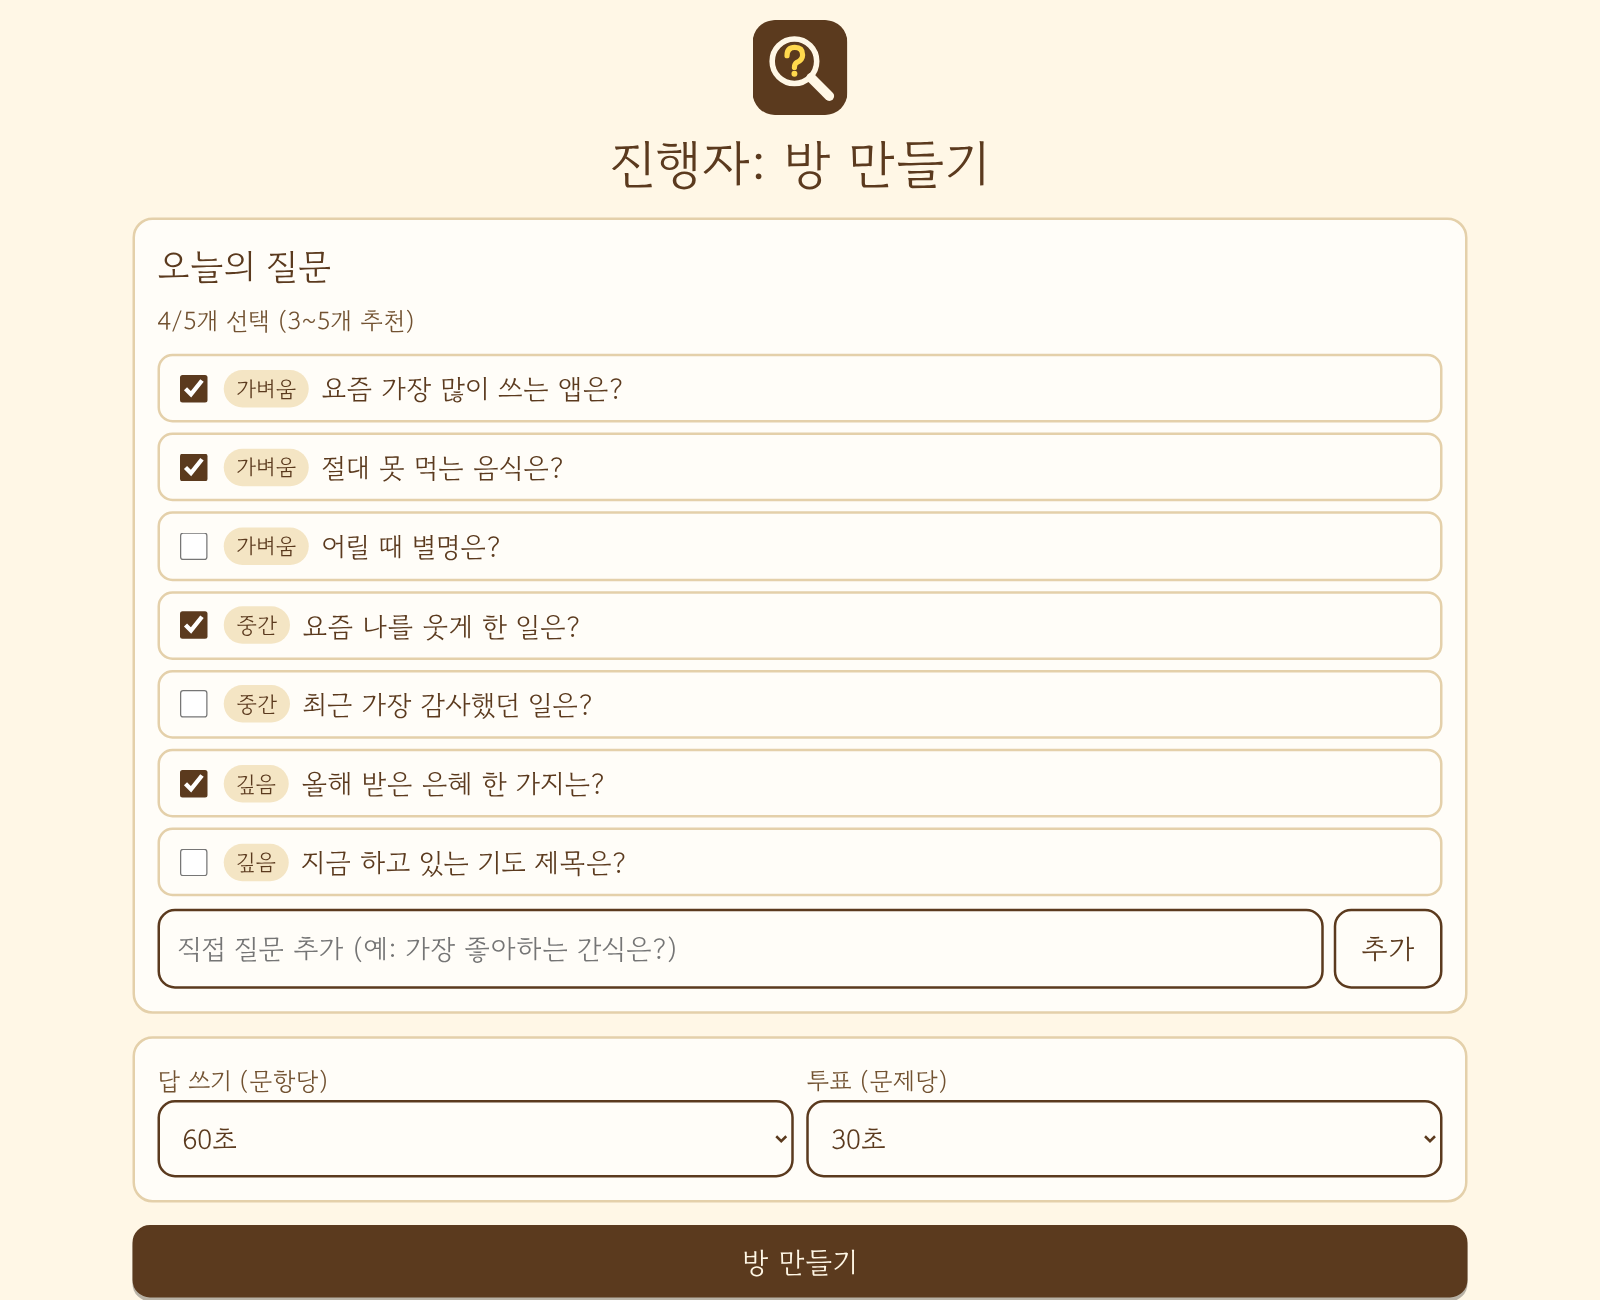 ?
진행자: 방 만들기
오늘의 질문
4/5개 선택 (3~5개 추천)
가벼움 요즘 가장 많이 쓰는 앱은?
가벼움 절대 못 먹는 음식은?
가벼움 어릴 때 별명은?
중간 요즘 나를 웃게 한 일은?
중간 최근 가장 감사했던 일은?
깊음 올해 받은 은혜 한 가지는?
깊음 지금 하고 있는 기도 제목은?
직접 질문 추가 (예: 가장 좋아하는 간식은?) 추가
답 쓰기 (문항당) 투표 (문제당)
60초 30초
방 만들기